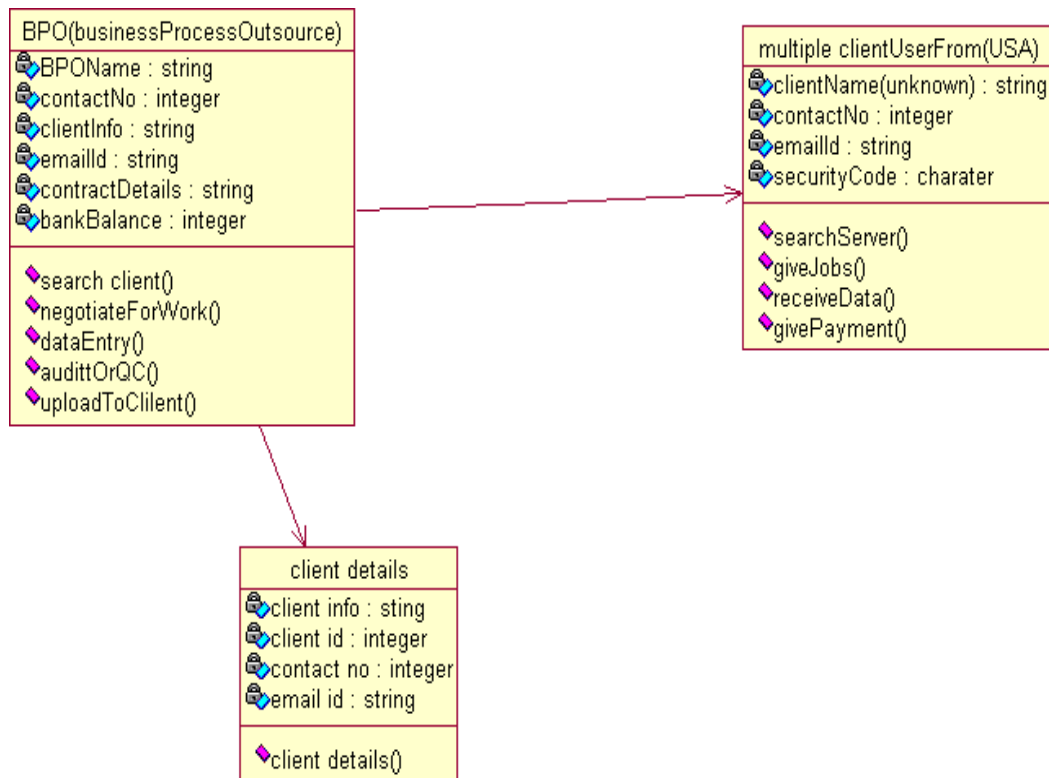 BPO(businessProcessOutsource)
BPOName : string
contactNo : integer
clientInfo : string
emailId : string
contractDetails : string
bankBalance : integer
search client()
negotiateForWork()
dataEntry()
audittOrQC()
uploadToClilent()
multiple clientUserFrom(USA)
clientName(unknown) : string
contactNo : integer
emailId : string
securityCode : charater
searchServer()
giveJobs()
receiveData()
givePayment()
client details
client info : sting
client id : integer
contact no : integer
email id : string
client details()